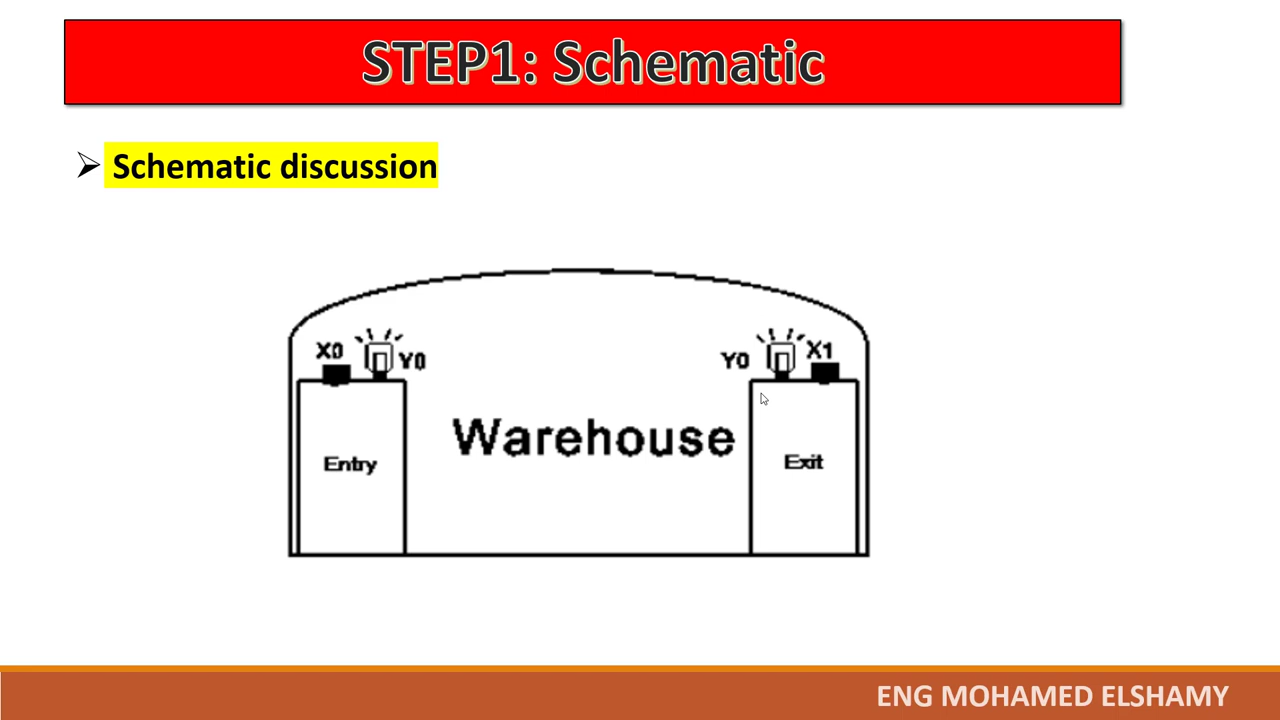 STEP1: Schematic
Schematic discussion
X0 Y0 Y0 X1
Warehouse
Entry Exit
ENG MOHAMED ELSHAMY